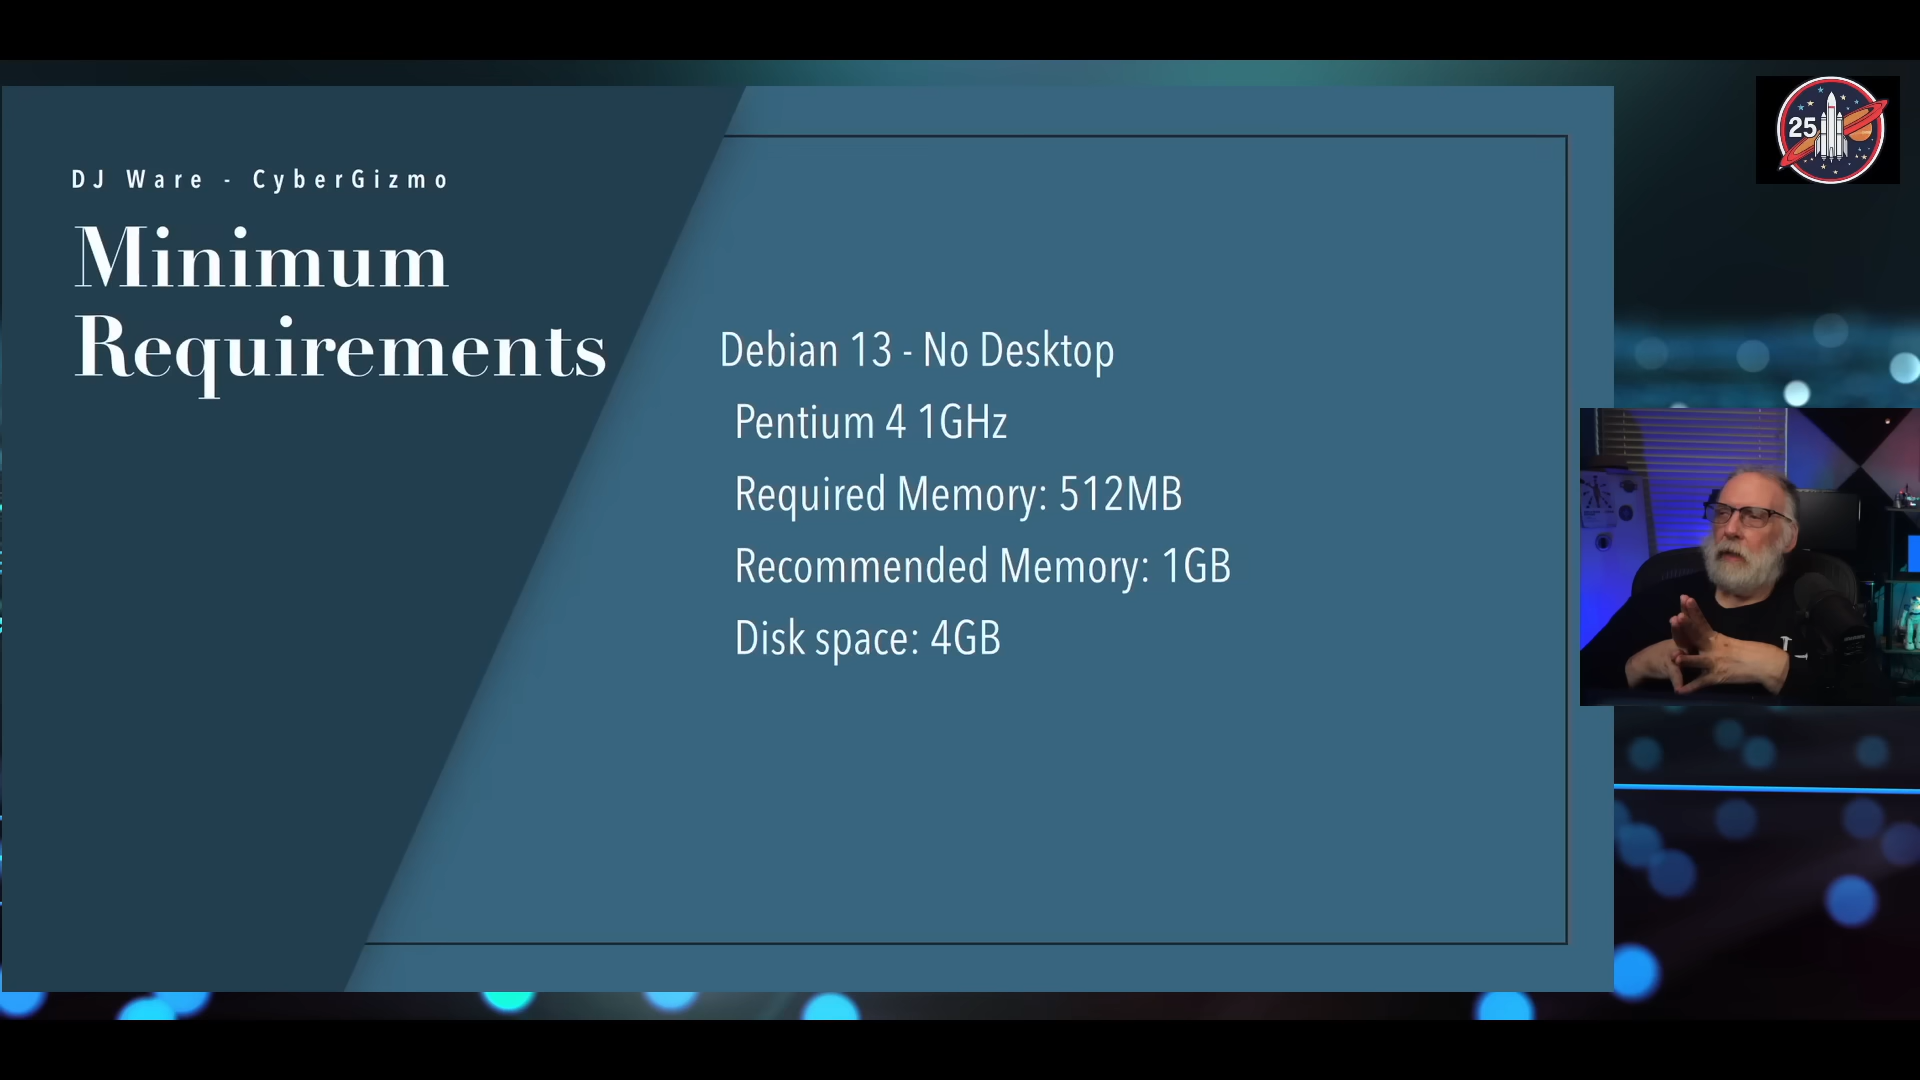 DJ Ware - CyberGizmo
Minimum
Requirements
Debian 13 - No Desktop
Pentium 4 1GHz
Required Memory: 512MB
Recommended Memory: 1GB
Disk space: 4GB
25